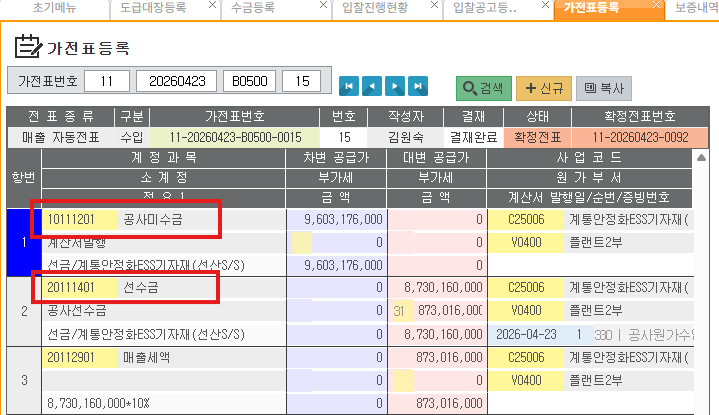 초기메뉴 도급대장등록 수금등록 입찰진행현황 입찰공고등.. 가전표등록 보증내역
가전표등록
가전표번호 11 20260423 B0500 15 검색 신규 복사
전 표 종 류 구분 가전표번호 번호 작성자 결재 상태 확정전표번호
매출 자동전표 수입 11-20260423-B0500-0015 15 김원숙 결재완료 확정전표 11-20260423-0092
항번 계 정 과 목 차변 공급가 대변 공급가 사 업 코 드
소 계 정 부가세 부가세 원 가 부 서
적 요 1 금 액 금 액 계산서 발행일/순번/증빙번호
1 10111201 공사미수금 9,603,176,000 0 C25006 계통안정화ESS기자재(
계산서발행 0 0 V0400 플랜트2부
선금/계통안정화ESS기자재(선산S/S) 9,603,176,000 0
2 20111401 선수금 0 8,730,160,000 C25006 계통안정화ESS기자재(
공사선수금 0 31 873,016,000 V0400 플랜트2부
선금/계통안정화ESS기자재(선산S/S) 0 8,730,160,000 2026-04-23 1 330 | 공사원가수입
3 20112901 매출세액 0 873,016,000 C25006 계통안정화ESS기자재(
0 0 V0400 플랜트2부
8,730,160,000*10% 0 873,016,000